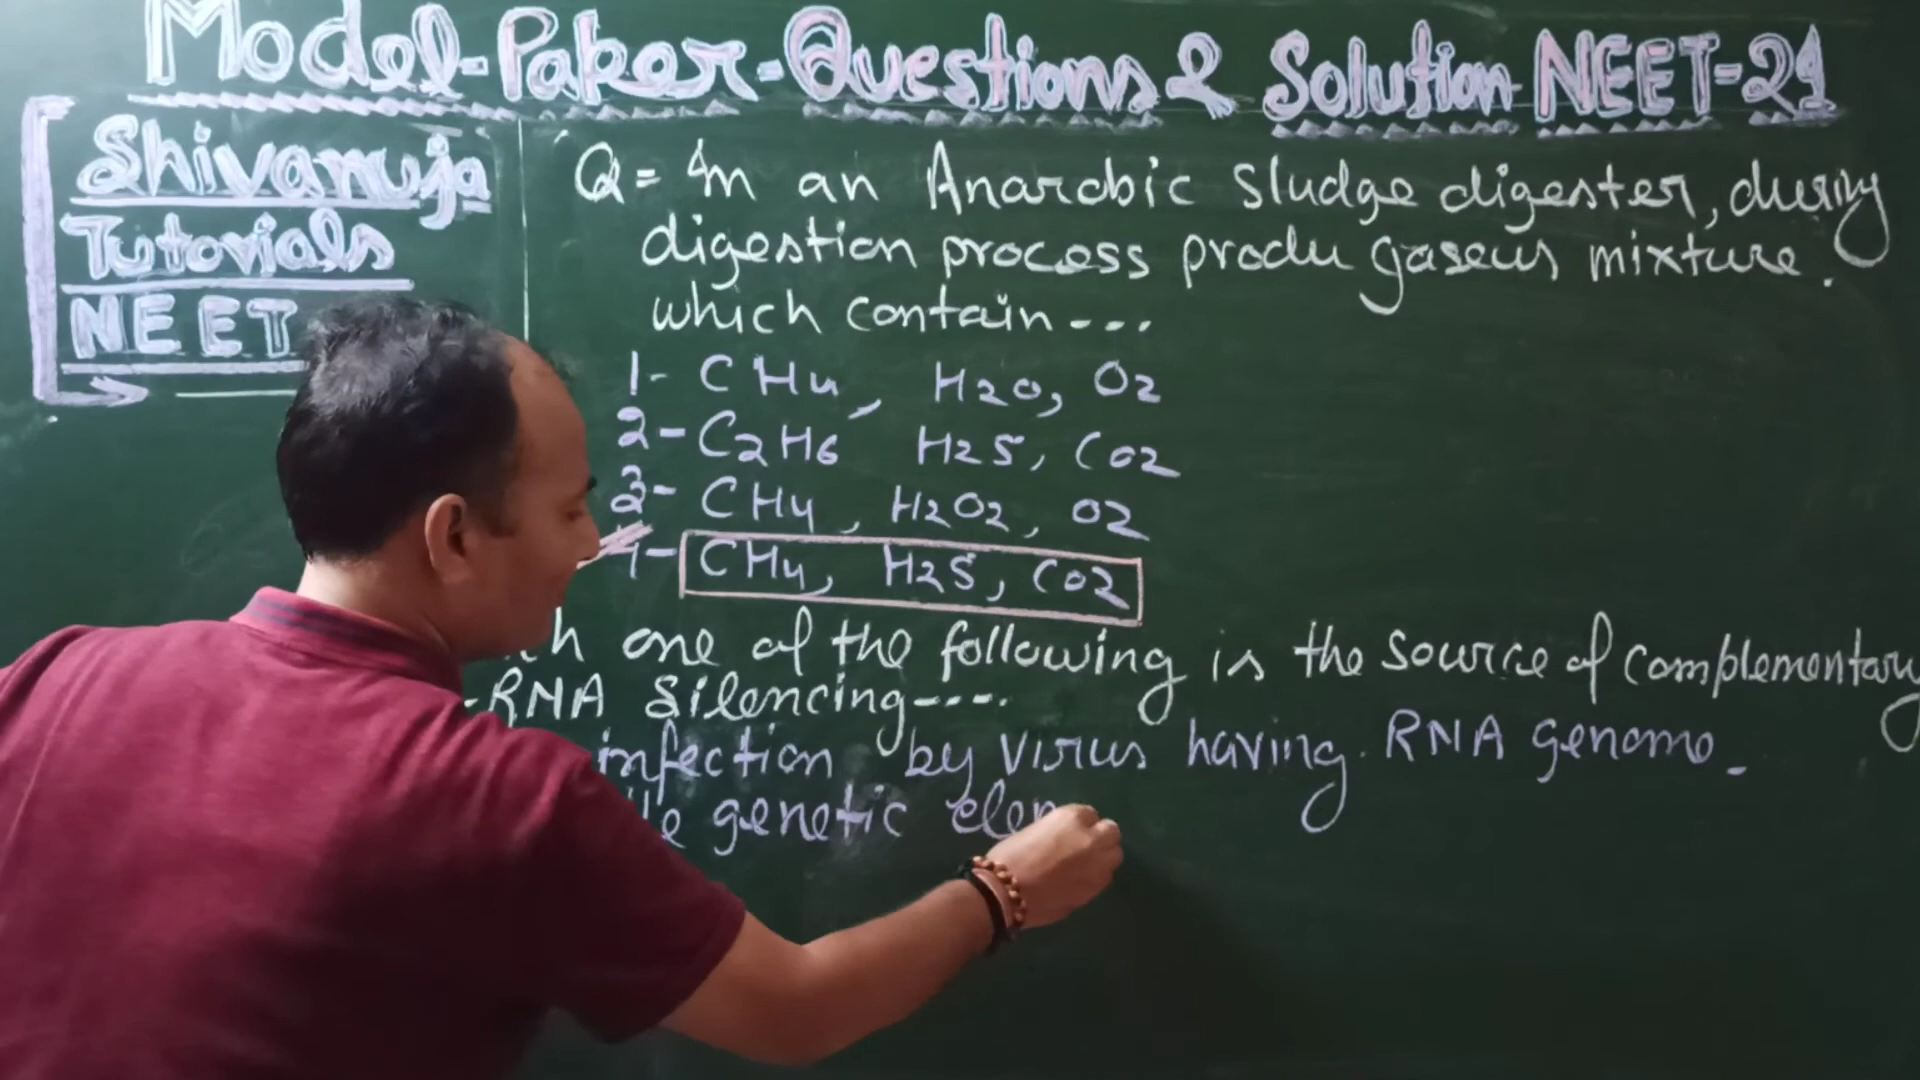 Model-Paker-Questions & Solution NEET-21
Shivanuja
Tutorials
NEET
Q= In an Anarobic sludge digester, during
digestion process produ gaseus mixture.
which contain---
1- CH4, H2O, O2
2- C2H6 H2S, CO2
3- CH4, H2O2, O2
4- CH4, H2S, CO2
one of the following is the source of complementary
-RNA Silencing----.
infection by virus having. RNA genome.
genetic